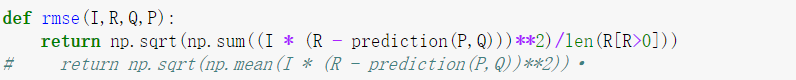 def rmse(I,R,Q,P):
    return np.sqrt(np.sum((I * (R - prediction(P,Q)))**2)/len(R[R>0]))
#     return np.sqrt(np.mean(I * (R - prediction(P,Q))**2)) •